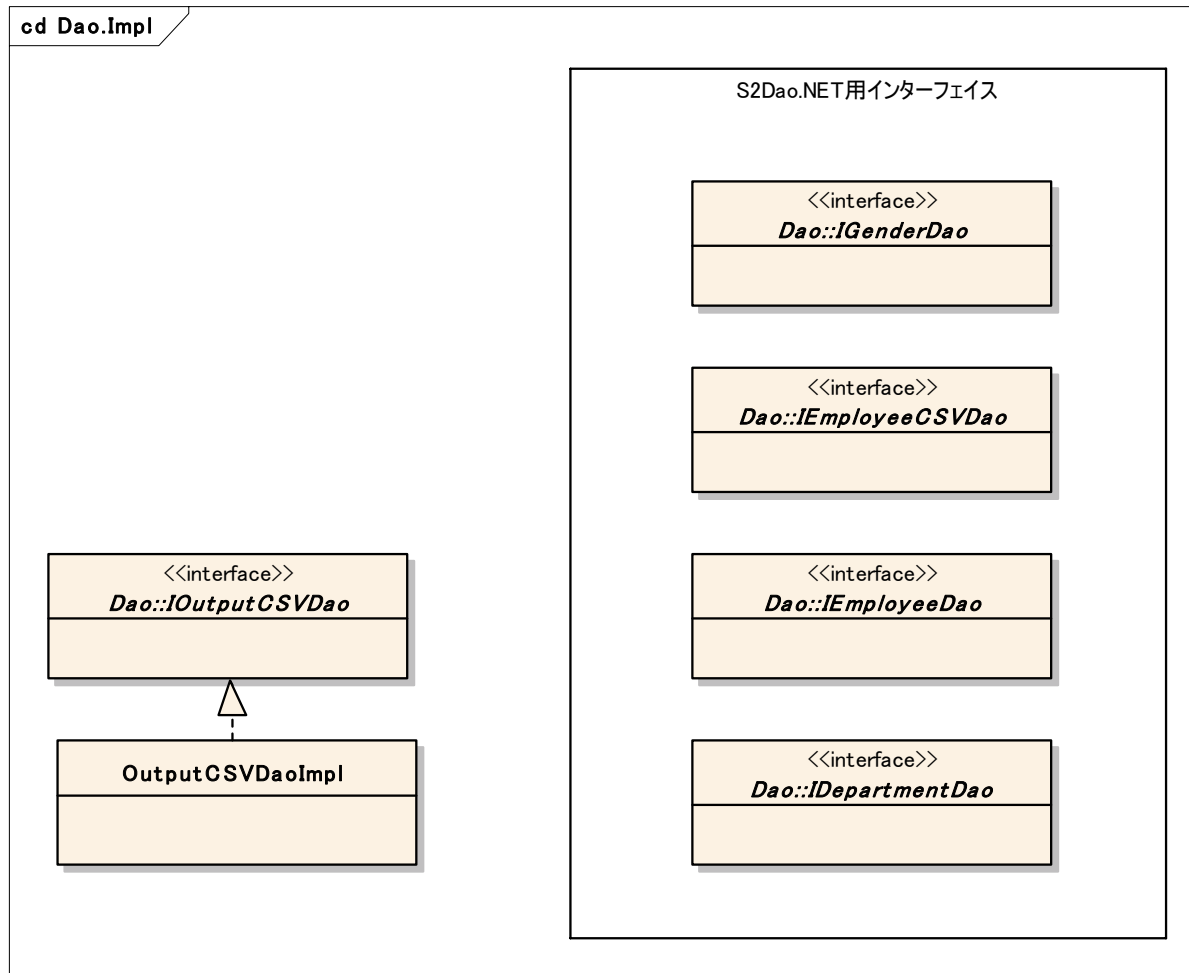 cd Dao.Impl
S2Dao.NET用インターフェイス
<<interface>>
Dao::IGenderDao
<<interface>>
Dao::IEmployeeCSVDao
<<interface>>
Dao::IOutputCSVDao
<<interface>>
Dao::IEmployeeDao
OutputCSVDaoImpl
<<interface>>
Dao::IDepartmentDao